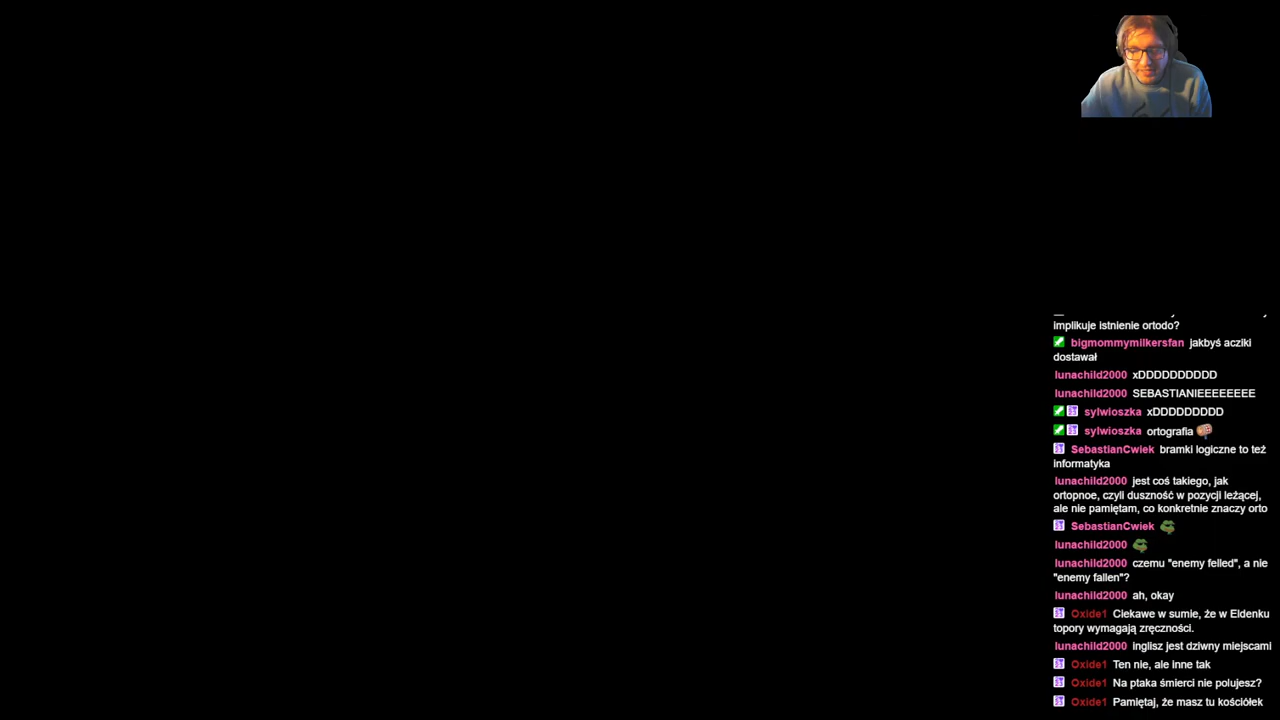 implikuje istnienie ortodo?
bigmommymilkersfan jakbyś acziki
dostawał
lunachild2000 xDDDDDDDDDD
lunachild2000 SEBASTIANIEEEEEEEE
sylwioszka xDDDDDDDDD
sylwioszka ortografia
SebastianCwiek bramki logiczne to też
informatyka
lunachild2000 jest coś takiego, jak
ortopnoe, czyli duszność w pozycji leżącej,
ale nie pamiętam, co konkretnie znaczy orto
SebastianCwiek
lunachild2000
lunachild2000 czemu "enemy felled", a nie
"enemy fallen"?
lunachild2000 ah, okay
Oxide1 Ciekawe w sumie, że w Eldenku
topory wymagają zręczności.
lunachild2000 inglisz jest dziwny miejscami
Oxide1 Ten nie, ale inne tak
Oxide1 Na ptaka śmierci nie polujesz?
Oxide1 Pamiętaj, że masz tu kościółek